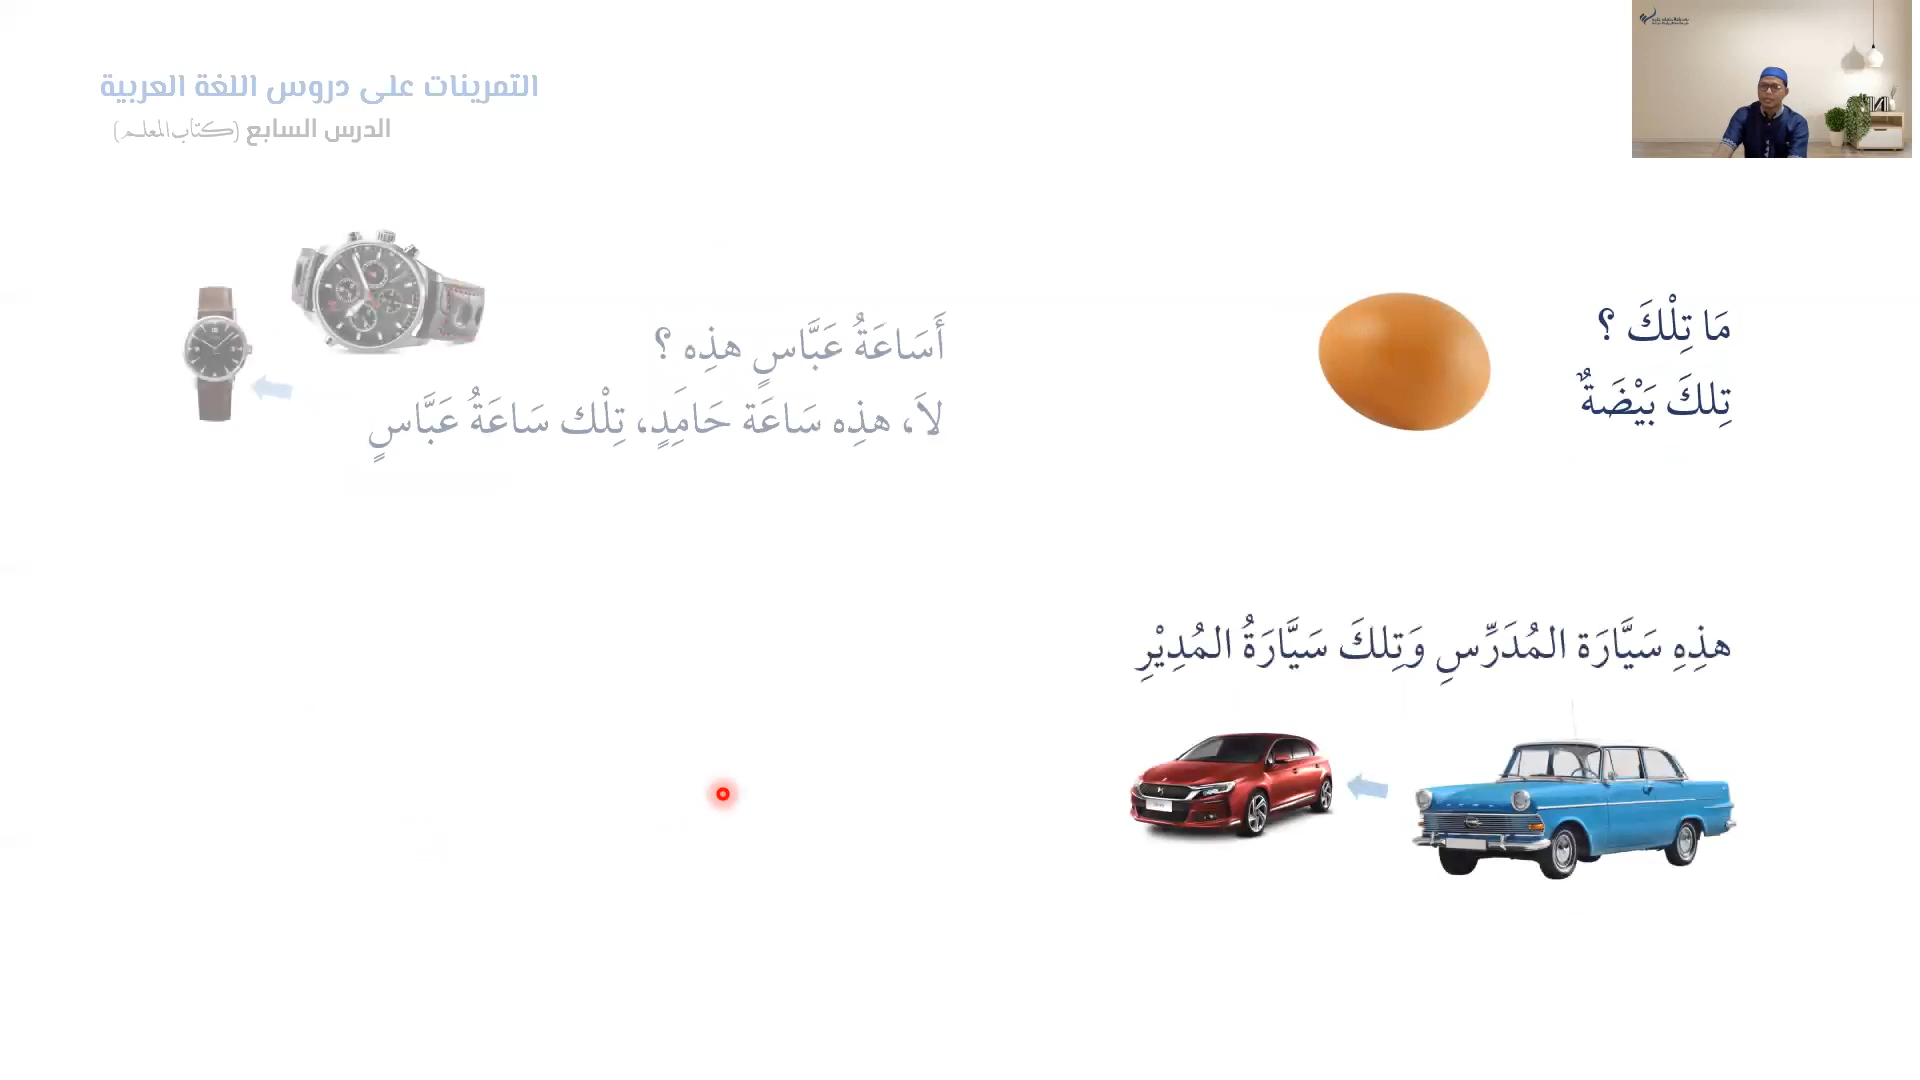 التمرينات على دروس اللغة العربية
الدرس السابع (كتاب المعلم)
مَا تِلْكَ ؟
تِلكَ بَيْضَةٌ
أَسَاعَةُ عَبَّاسٍ هذِه ؟
لاَ، هذِه سَاعَة حَامَِدٍ، تِلْك سَاعَةُ عَبَّاسٍ
هذِهِ سَيَّارَة المُدَرِّسِ وَتِلكَ سَيَّارَةُ المُدِيْرِ